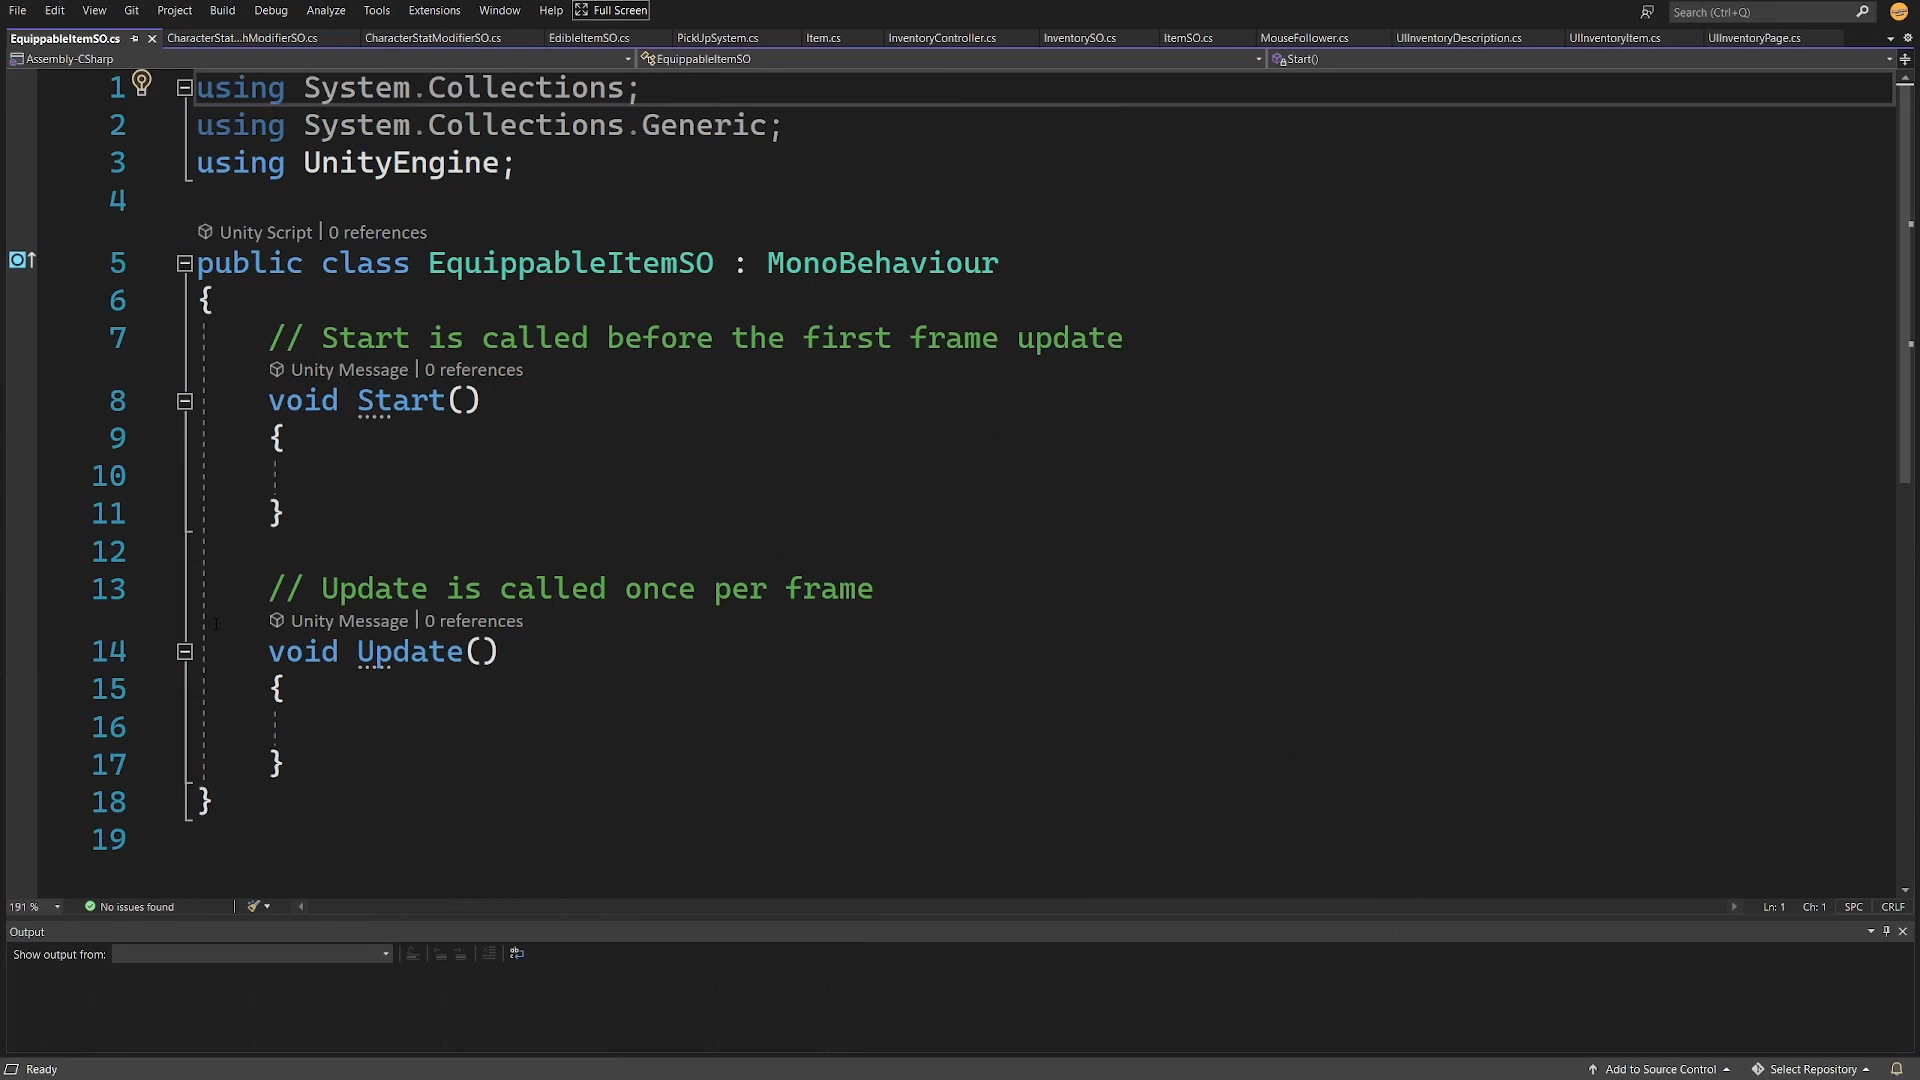 File Edit View Git Project Build Debug Analyze Tools Extensions Window Help Full Screen Search (Ctrl+Q)
EquippableItemSO.cs CharacterStat...hModifierSO.cs CharacterStatModifierSO.cs EdibleItemSO.cs PickUpSystem.cs Item.cs InventoryController.cs InventorySO.cs ItemSO.cs MouseFollower.cs UIInventoryDescription.cs UIInventoryItem.cs UIInventoryPage.cs
Assembly-CSharp EquippableItemSO Start()
1 using System.Collections;
2 using System.Collections.Generic;
3 using UnityEngine;
4
Unity Script | 0 references
5 public class EquippableItemSO : MonoBehaviour
6 {
7 // Start is called before the first frame update
Unity Message | 0 references
8 void Start()
9 {
10
11 }
12
13 // Update is called once per frame
Unity Message | 0 references
14 void Update()
15 {
16
17 }
18 }
19
191 % No issues found Ln: 1 Ch: 1 SPC CRLF
Output
Show output from:
Ready Add to Source Control Select Repository